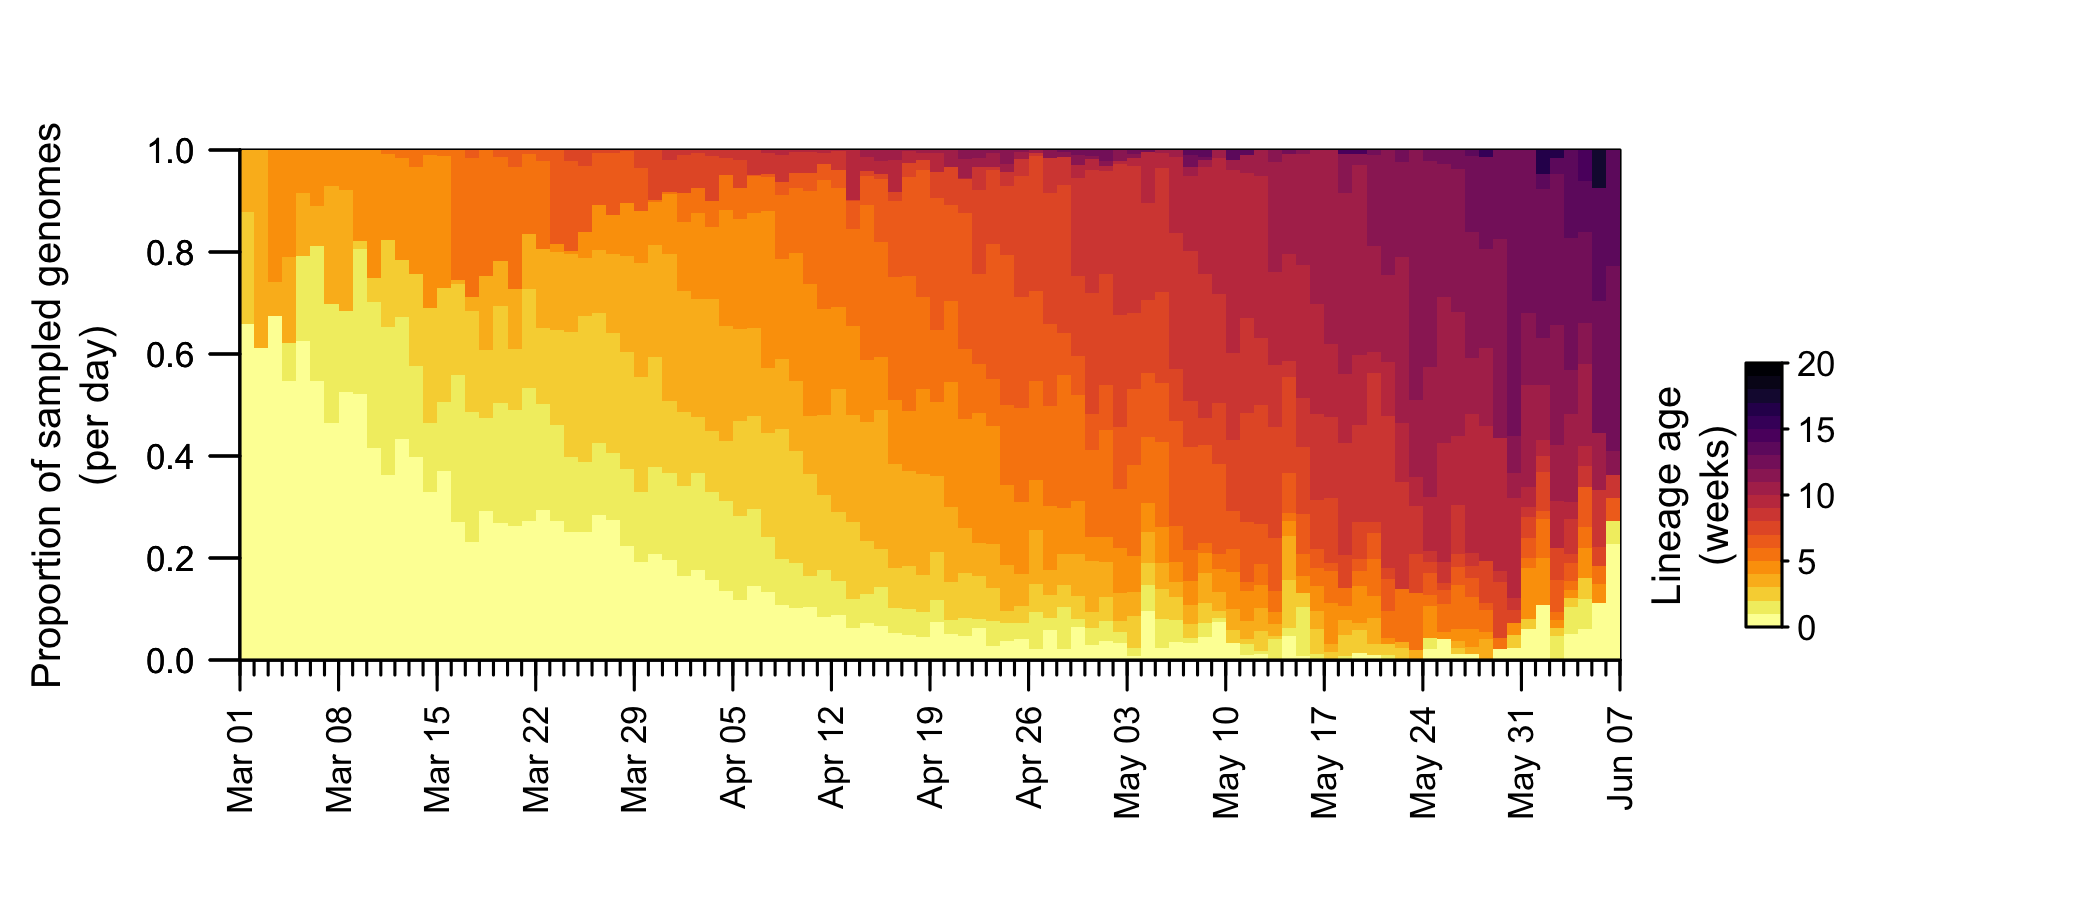 Proportion of sampled genomes
(per day)
1.0
0.8
0.6
0.4
0.2
0.0
Mar 01
Mar 08
Mar 15
Mar 22
Mar 29
Apr 05
Apr 12
Apr 19
Apr 26
May 03
May 10
May 17
May 24
May 31
Jun 07
Lineage age
(weeks)
20
15
10
5
0